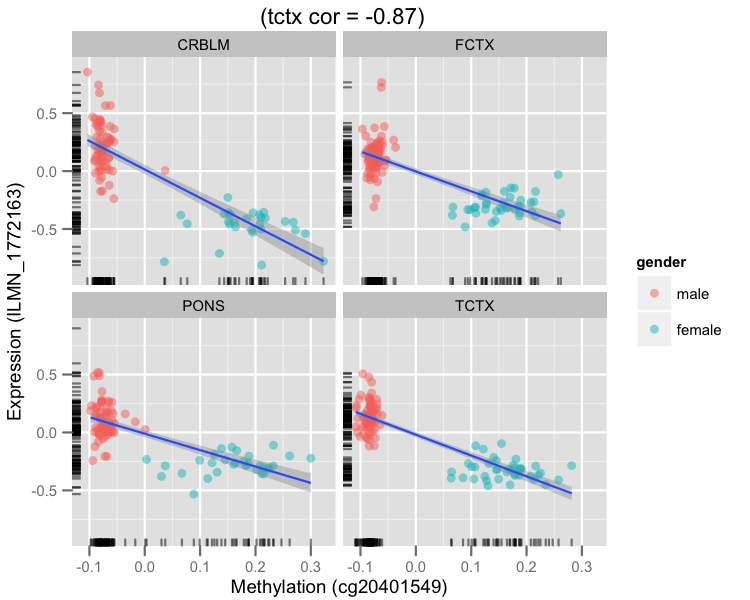 (tctx cor = -0.87)
CRBLM
FCTX
0.5
0.0
-0.5
PONS
TCTX
0.5
0.0
-0.5
-0.1 0.0 0.1 0.2 0.3
-0.1 0.0 0.1 0.2 0.3
Methylation (cg20401549)
Expression (ILMN_1772163)
gender
male
female